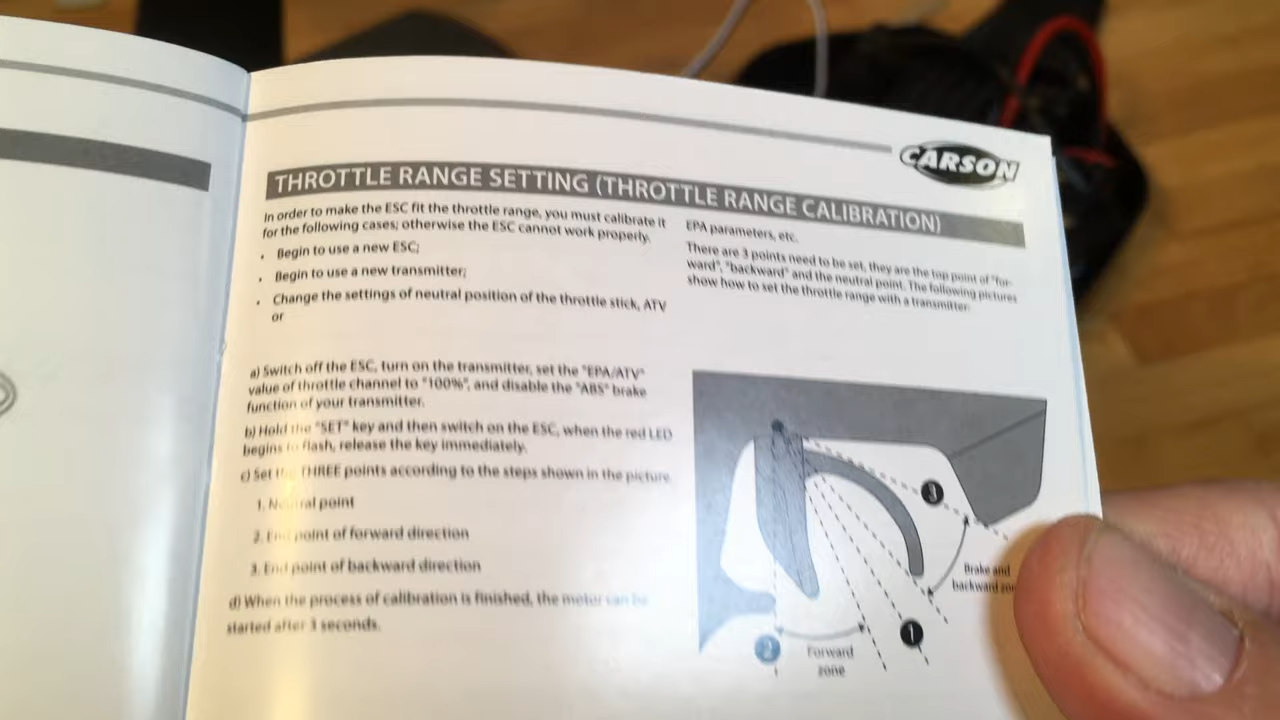 CARSON
THROTTLE RANGE SETTING (THROTTLE RANGE CALIBRATION)
In order to make the ESC fit the throttle range, you must calibrate it
for the following cases; otherwise the ESC cannot work properly.
• Begin to use a new ESC;
• Begin to use a new transmitter;
• Change the settings of neutral position of the throttle stick, ATV
or
EPA parameters, etc.
There are 3 points need to be set, they are the top point of "for-
ward", "backward" and the neutral point. The following pictures
show how to set the throttle range with a transmitter.
a) Switch off the ESC, turn on the transmitter, set the "EPA/ATV"
value of throttle channel to "100%", and disable the "ABS" brake
function of your transmitter.
b) Hold the "SET" key and then switch on the ESC, when the red LED
begins to flash, release the key immediately.
c) Set the THREE points according to the steps shown in the picture
1. Neutral point
2. End point of forward direction
3. End point of backward direction
d) When the process of calibration is finished, the motor can be
started after 3 seconds.
3
Brake and
backward
1
2
Forward
zone